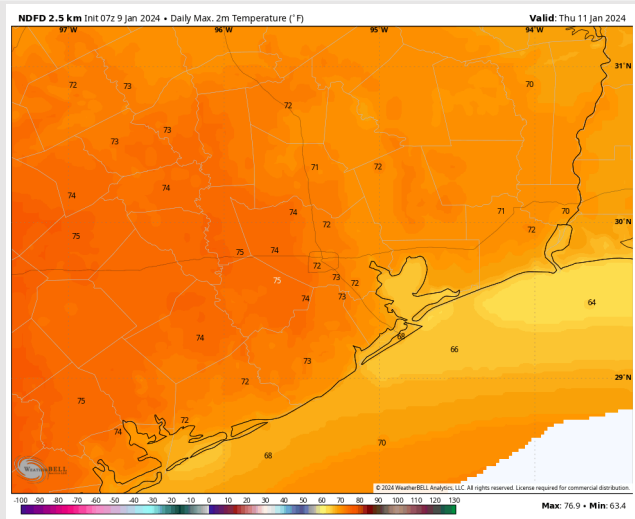 NDFD 2.5 km Init 07z 9 Jan 2024 • Daily Max. 2m Temperature (°F) Valid: Thu 11 Jan 2024
97°W 96°W 95°W 94°W
31°N
72 73 70
72
73
73
71 72
74
74
74 71 70
72 72
30°N
75
75 74
72
73
75 72
74 73
64
74 68
66
73
29°N
72
75
72
74
70
68
WeatherBELL
© 2024 WeatherBELL Analytics, LLC. All rights reserved. License required for commercial distribution.
-100 -90 -80 -70 -60 -50 -40 -30 -20 -10 0 10 20 30 40 50 60 70 80 90 100 110 120 130
Max: 76.9 • Min: 63.4